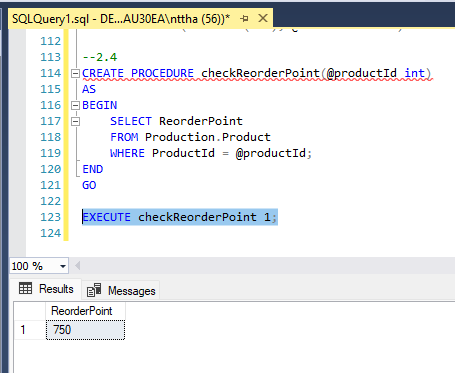 SQLQuery1.sql - DE...AU30EA\nttha (56))*
112
113 --2.4
114 CREATE PROCEDURE checkReorderPoint(@productId int)
115 AS
116 BEGIN
117 SELECT ReorderPoint
118 FROM Production.Product
119 WHERE ProductId = @productId;
120 END
121 GO
122
123 EXECUTE checkReorderPoint 1;
124
100 %
Results Messages
ReorderPoint
1 750